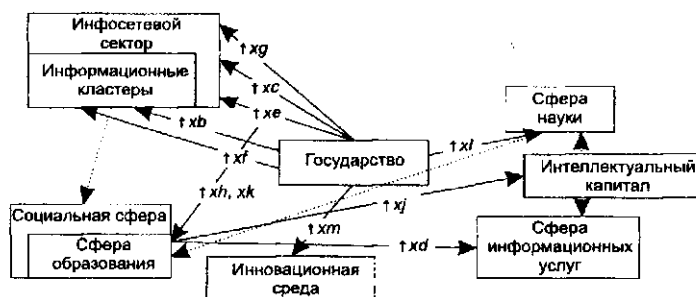 Инфосетевой
сектор
Информационные
кластеры
↑xg
↑xc
↑xe
↑xb
↑xf
Государство
↑xl
Сфера
науки
Интеллектуальный
капитал
↑xh, xk
↑xj
↑xm
↑xd
Социальная сфера
Сфера
образования
Инновационная
среда
Сфера
информационных
услуг